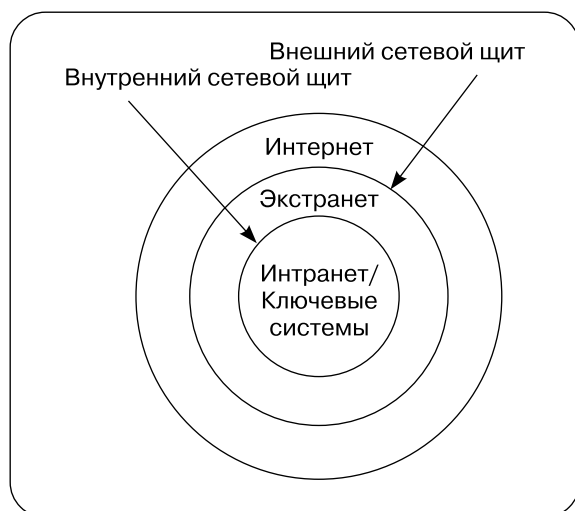 Внешний сетевой щит
Внутренний сетевой щит
Интернет
Экстранет
Интранет/
Ключевые
системы